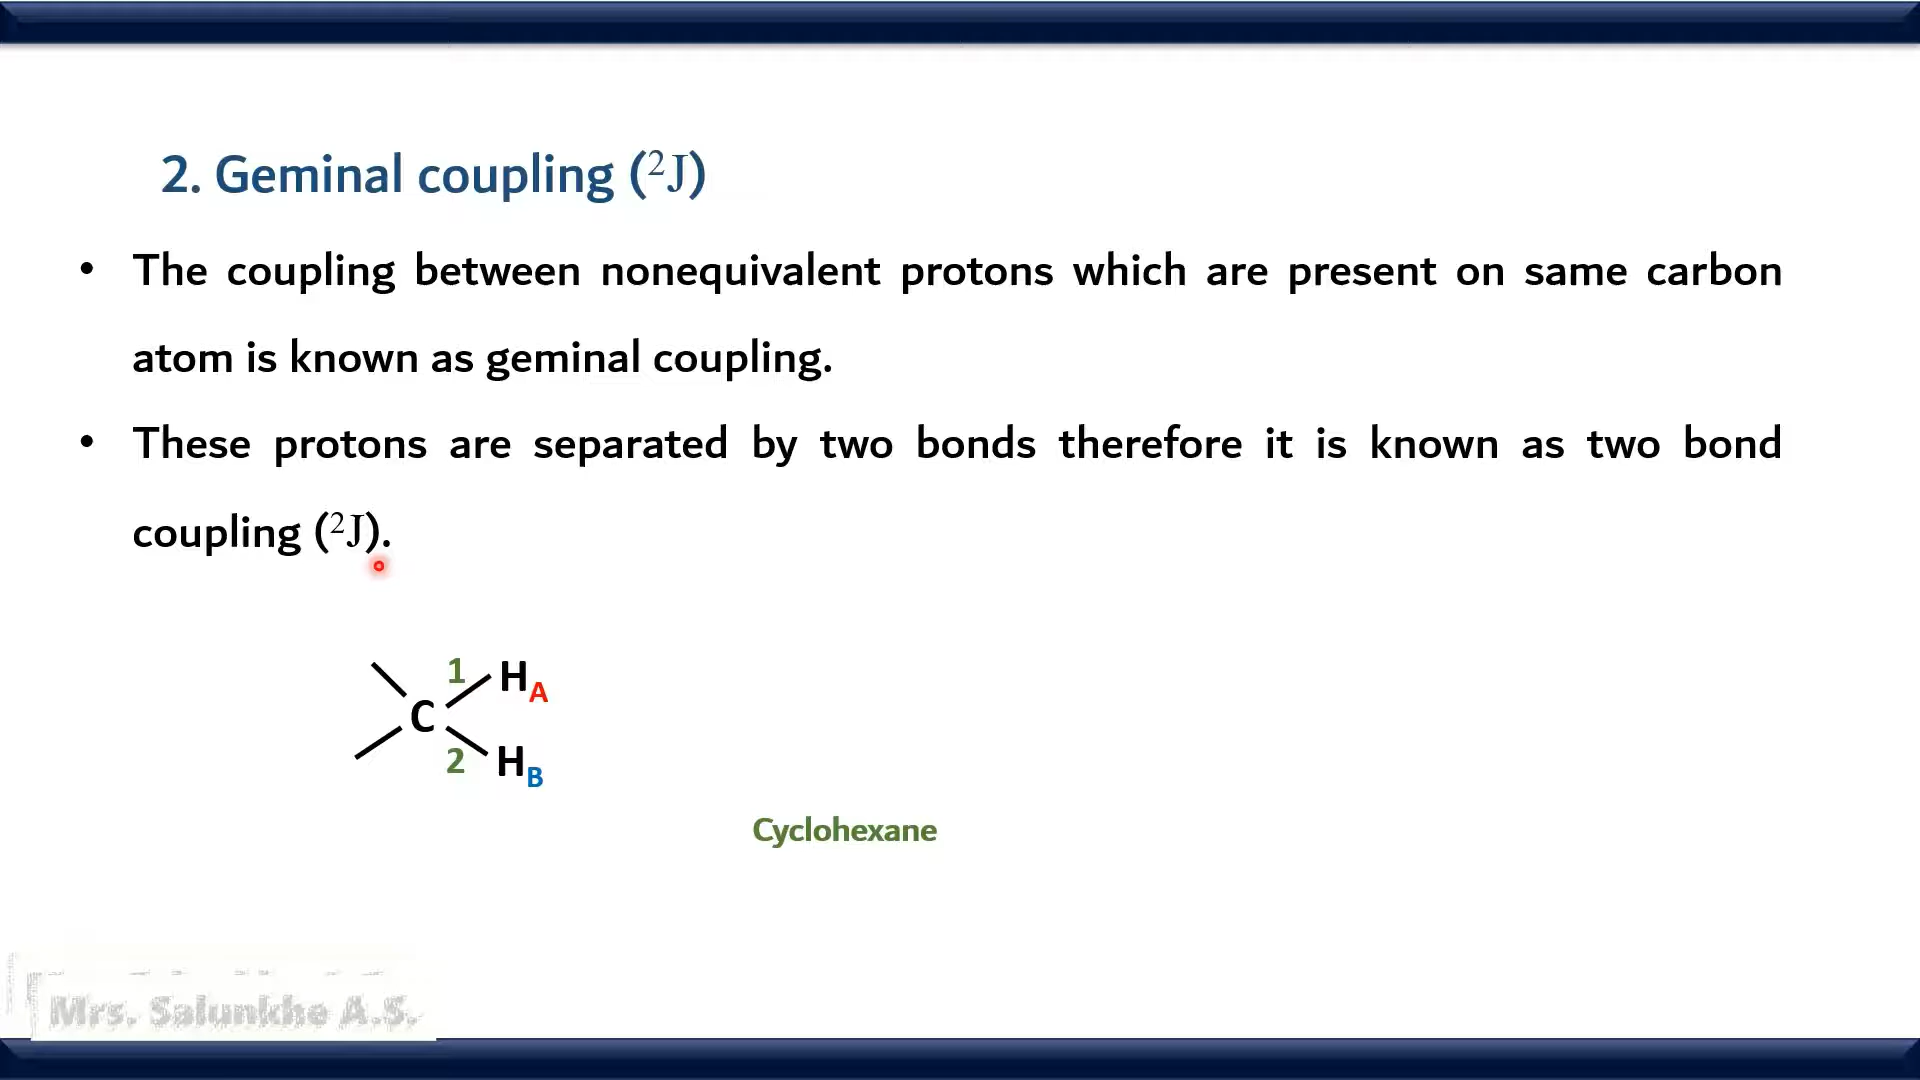 2. Geminal coupling (²J)
• The coupling between nonequivalent protons which are present on same carbon
atom is known as geminal coupling.
• These protons are separated by two bonds therefore it is known as two bond
coupling (²J).
1 H A
C
2 H B
Cyclohexane
Mrs. Salunkhe A.S.